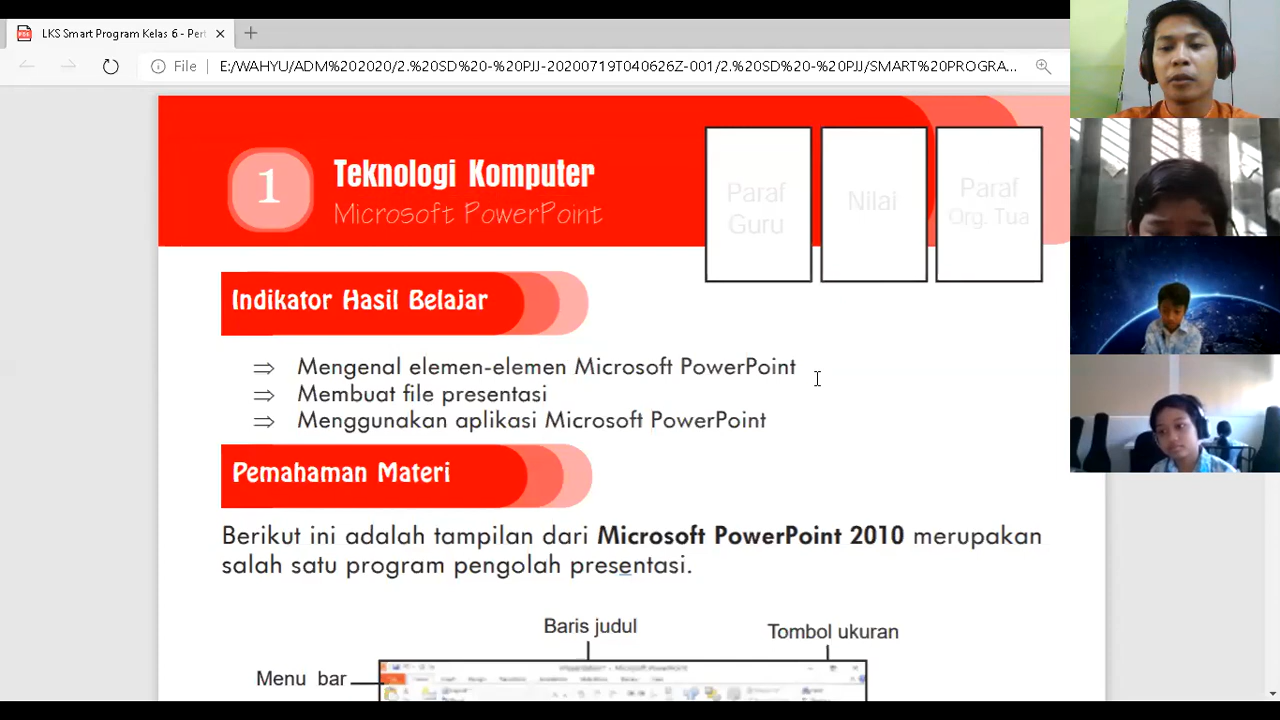 LKS Smart Program Kelas 6 - Pert
File
E:/WAHYU/ADM%202020/2.%20SD%20-%20PJJ-20200719T040626Z-001/2.%20SD%20-%20PJJ/SMART%20PROGRA...
1
Teknologi Komputer
Microsoft PowerPoint
Paraf
Guru
Nilai
Paraf
Org. Tua
Indikator Hasil Belajar
⇒ Mengenal elemen-elemen Microsoft PowerPoint
⇒ Membuat file presentasi
⇒ Menggunakan aplikasi Microsoft PowerPoint
Pemahaman Materi
Berikut ini adalah tampilan dari Microsoft PowerPoint 2010 merupakan
salah satu program pengolah presentasi.
Baris judul
Tombol ukuran
Menu bar